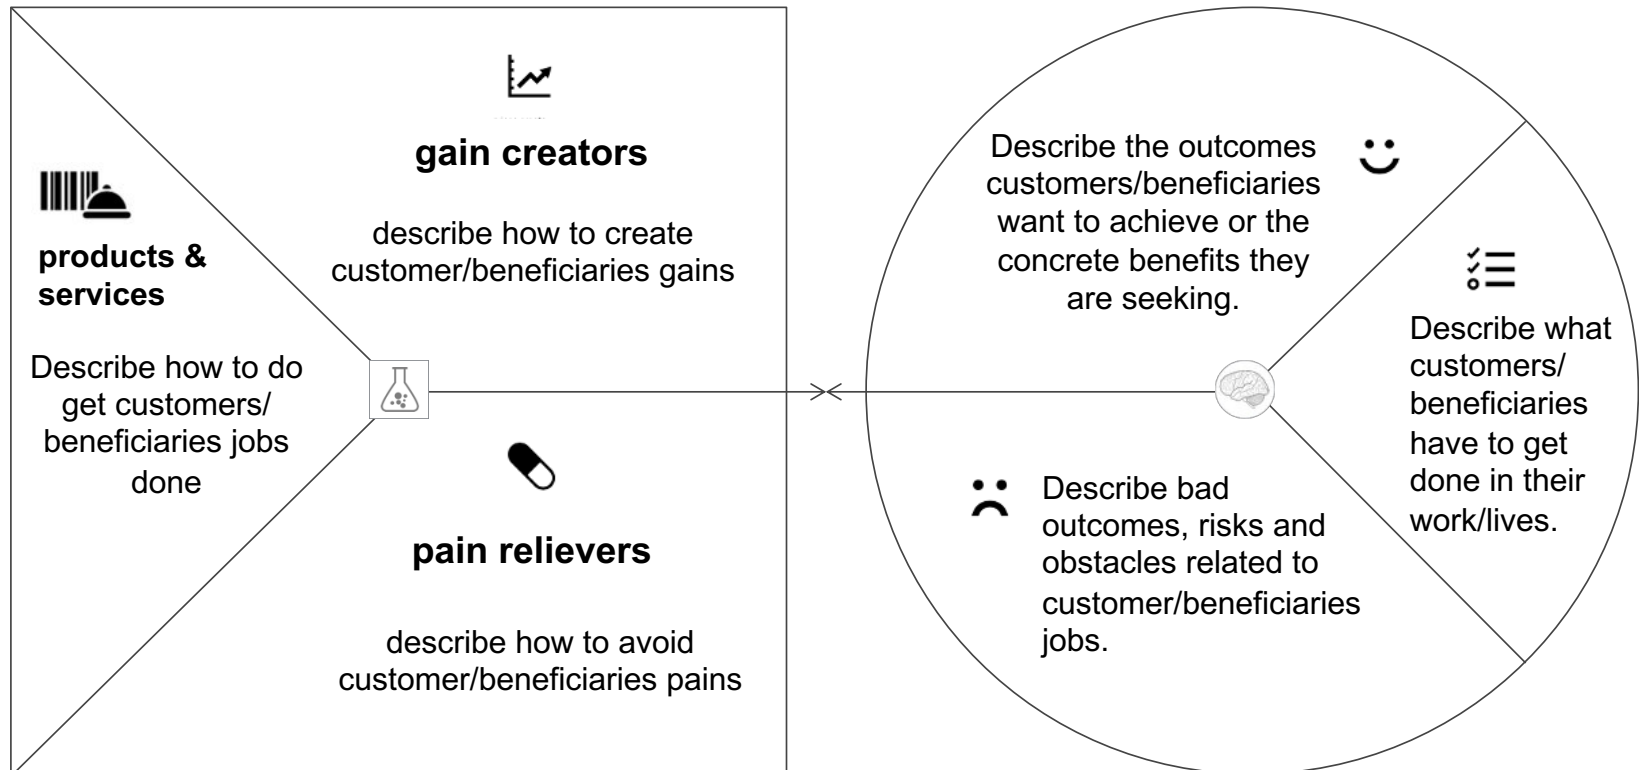 gain creators
describe how to create
customer/beneficiaries gains
products &
services
Describe how to do
get customers/
beneficiaries jobs
done
pain relievers
describe how to avoid
customer/beneficiaries pains
Describe the outcomes
customers/beneficiaries
want to achieve or the
concrete benefits they
are seeking.
Describe what
customers/
beneficiaries
have to get
done in their
work/lives.
Describe bad
outcomes, risks and
obstacles related to
customer/beneficiaries
jobs.